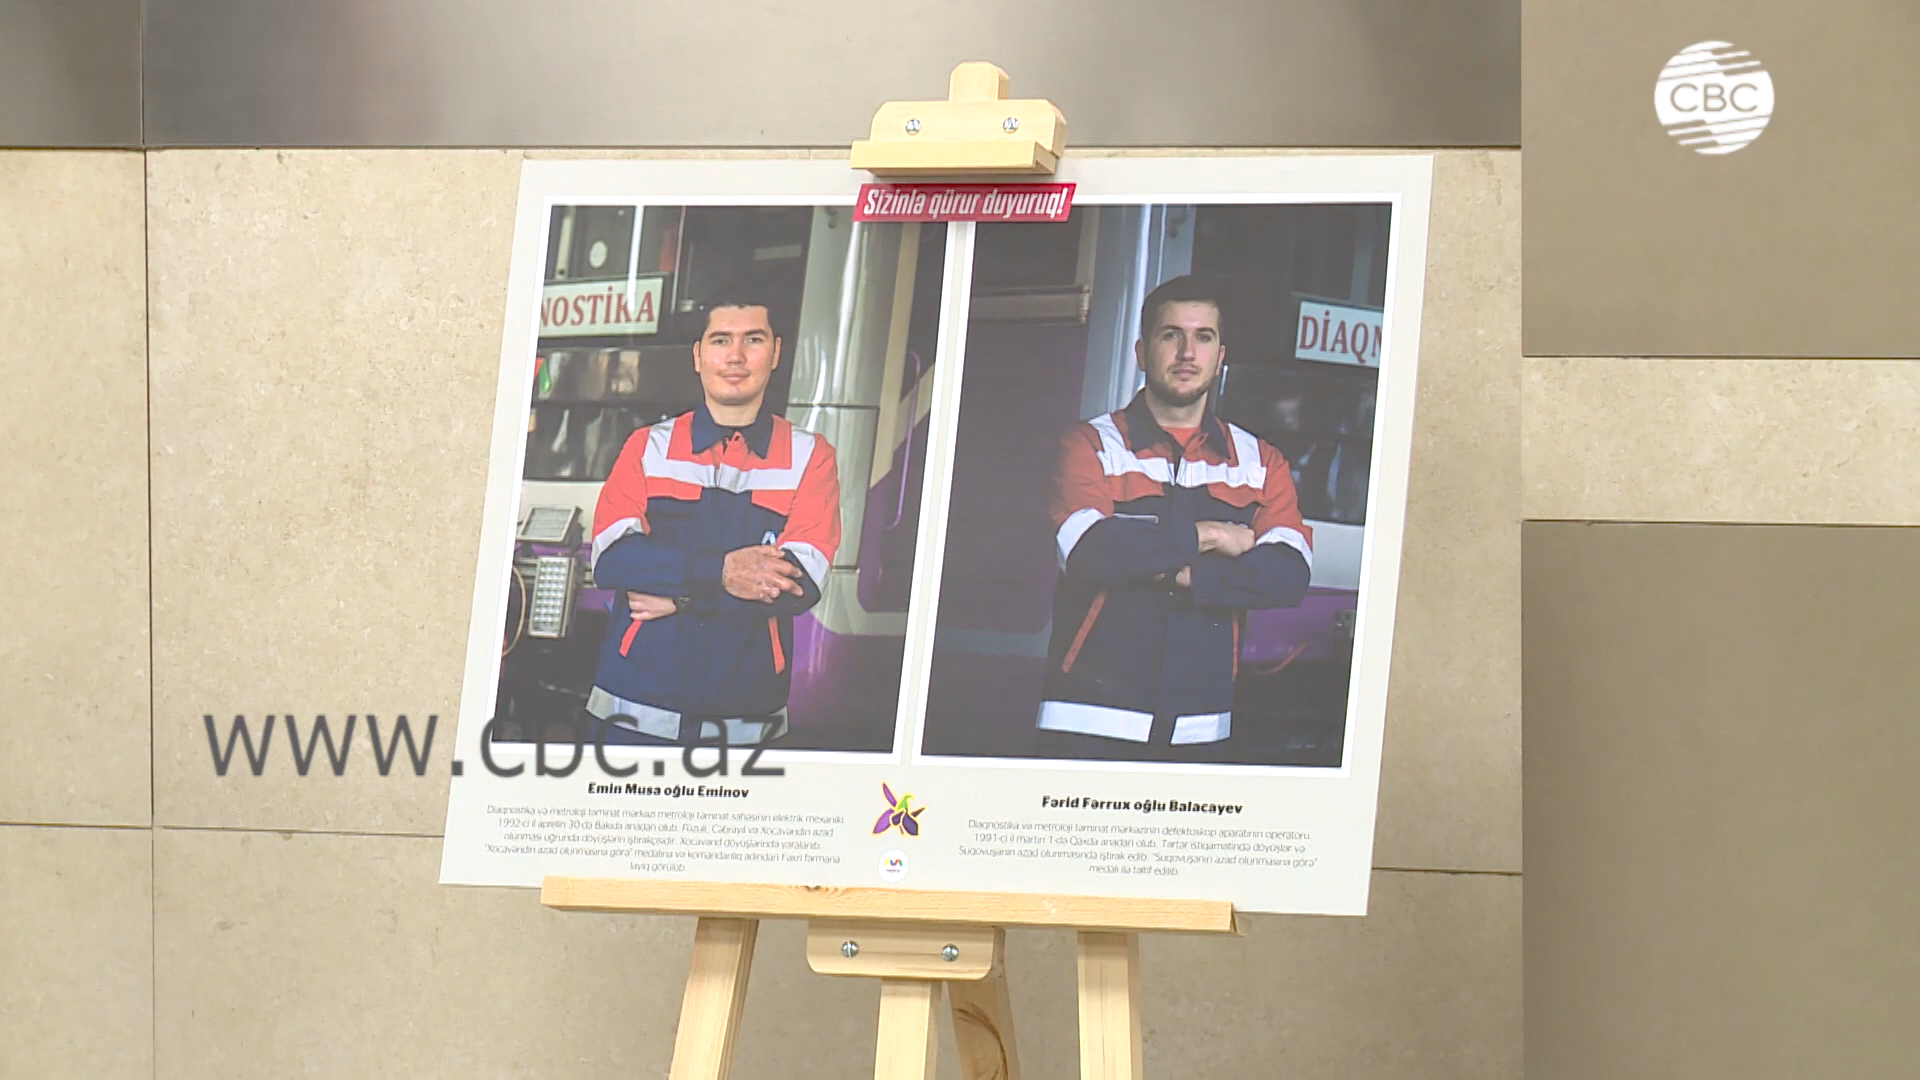 CBC
Sizinlə qürur duyuruq!
NOSTİKA
DİAQN
www.cbc.az
Emin Musa oğlu Eminov
Diaqnostika və metroloji təminat mərkəzi metroloji təminat sahəsinin elektrik mexaniki.
1992-ci il aprelin 30-da Bakıda anadan olub. Füzuli, Cəbrayıl və Xocavəndin azad
olunması uğrunda döyüşlərin iştirakçısıdır. Xocavənd döyüşlərində yaralanıb.
"Xocavəndin azad olunmasına görə" medalına və komandanlıq adından Fəxri fərmana
layiq görülüb.
Fərid Fərrux oğlu Balacayev
Diaqnostika və metroloji təminat mərkəzinin defektoskop aparatının operatoru.
1991-ci il martın 1-də Qaxda anadan olub. Tərtər istiqamətində döyüşlər və
Suqovuşanın azad olunmasında iştirak edib. "Suqovuşanın azad olunmasına görə"
medalı ilə təltif edilib.